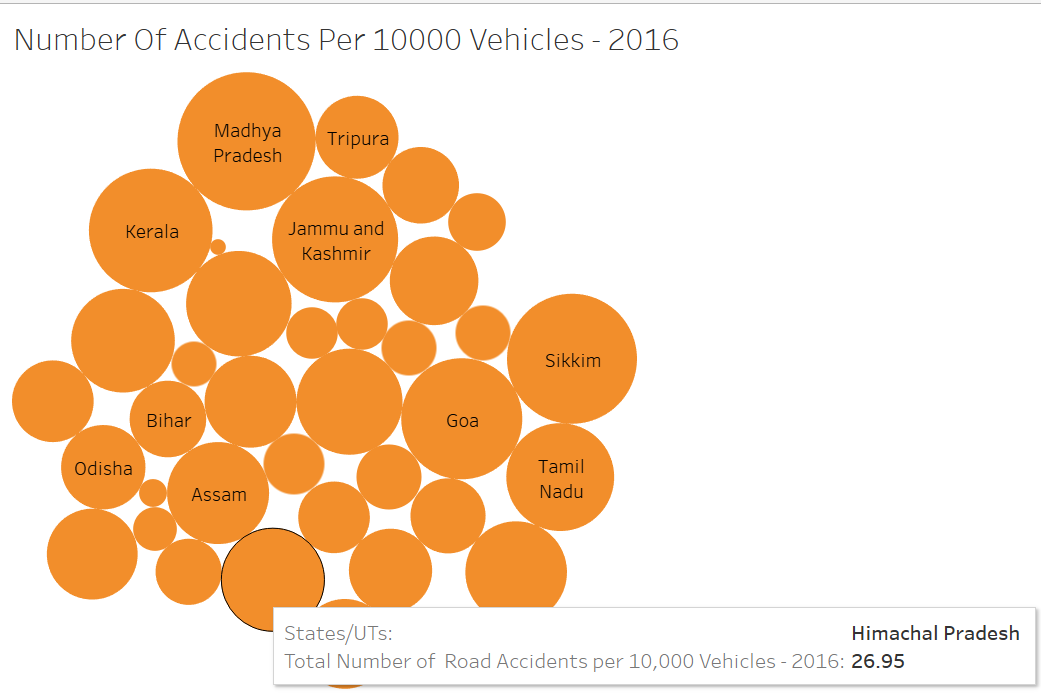 Number Of Accidents Per 10000 Vehicles - 2016
Madhya
Pradesh
Tripura
Kerala
Jammu and
Kashmir
Sikkim
Bihar
Goa
Odisha
Assam
Tamil
Nadu
States/UTs: Himachal Pradesh
Total Number of Road Accidents per 10,000 Vehicles - 2016: 26.95